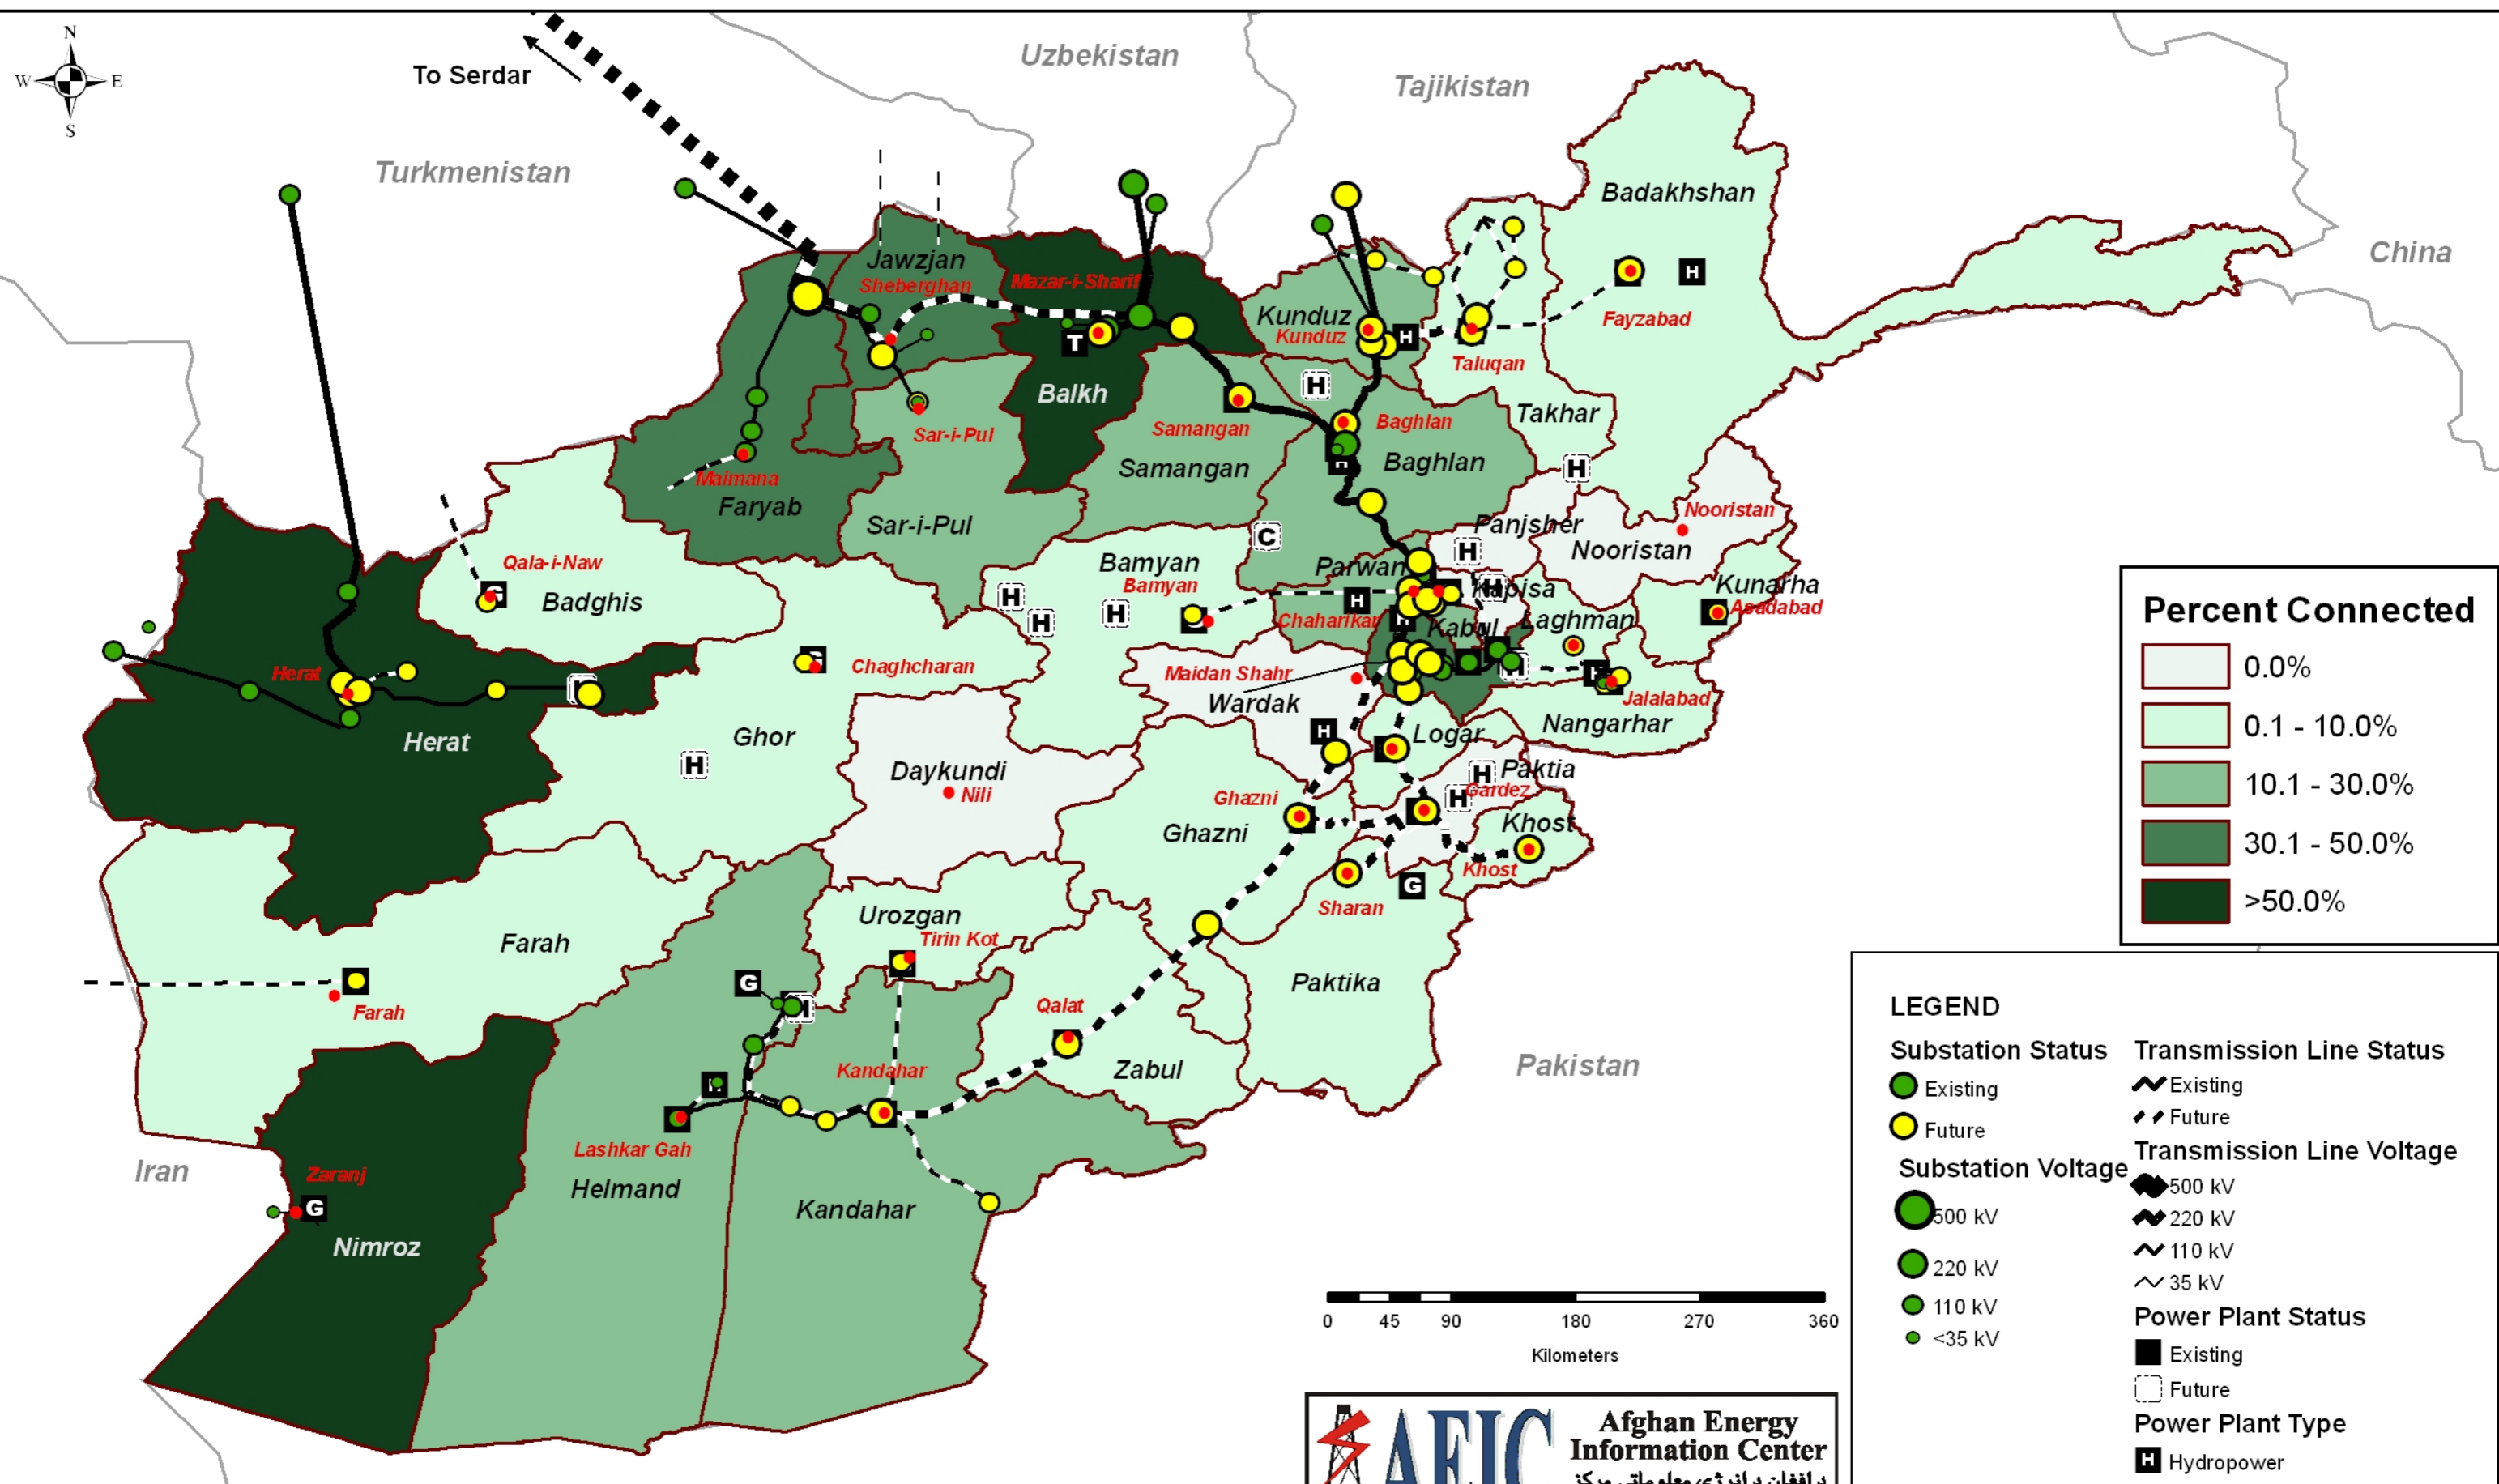 N
W E
S
To Serdar
Uzbekistan
Tajikistan
Turkmenistan
China
Badakhshan
Jawzjan
Sheberghan
Mazar-i-Sharif
Kunduz
Kunduz
H
H
Fayzabad
T
Taluqan
H
Balkh
Takhar
Sar-i-Pul
Samangan
Baghlan
Samangan
Baghlan
H
Maimana
Faryab
Sar-i-Pul
Nooristan
Panjsher
Nooristan
C
H
Qala-i-Naw
Badghis
G
Bamyan
Bamyan
Parwan
Kapisa
H
Kunarha
Asadabad
H
H
H
H
Chaharikar
H
Kabul
Laghman
Herat
G
Chaghcharan
Maidan Shahr
Wardak
H
H
Jalalabad
Nangarhar
Herat
Ghor
H
H
Logar
Daykundi
Nili
H
Paktia
H
Gardez
Ghazni
Ghazni
Khost
Khost
G
Sharan
Urozgan
Tirin Kot
Farah
Farah
G
Paktika
Qalat
Zabul
Kandahar
Pakistan
Lashkar Gah
Helmand
Kandahar
Iran
Zaranj
G
Nimroz
Percent Connected
0.0%
0.1 - 10.0%
10.1 - 30.0%
30.1 - 50.0%
>50.0%
LEGEND
Substation Status
Existing
Future
Substation Voltage
500 kV
220 kV
110 kV
<35 kV
Transmission Line Status
Existing
Future
Transmission Line Voltage
500 kV
220 kV
110 kV
35 kV
Power Plant Status
Existing
Future
Power Plant Type
H Hydropower
0 45 90 180 270 360
Kilometers
AEIC
Afghan Energy
Information Center